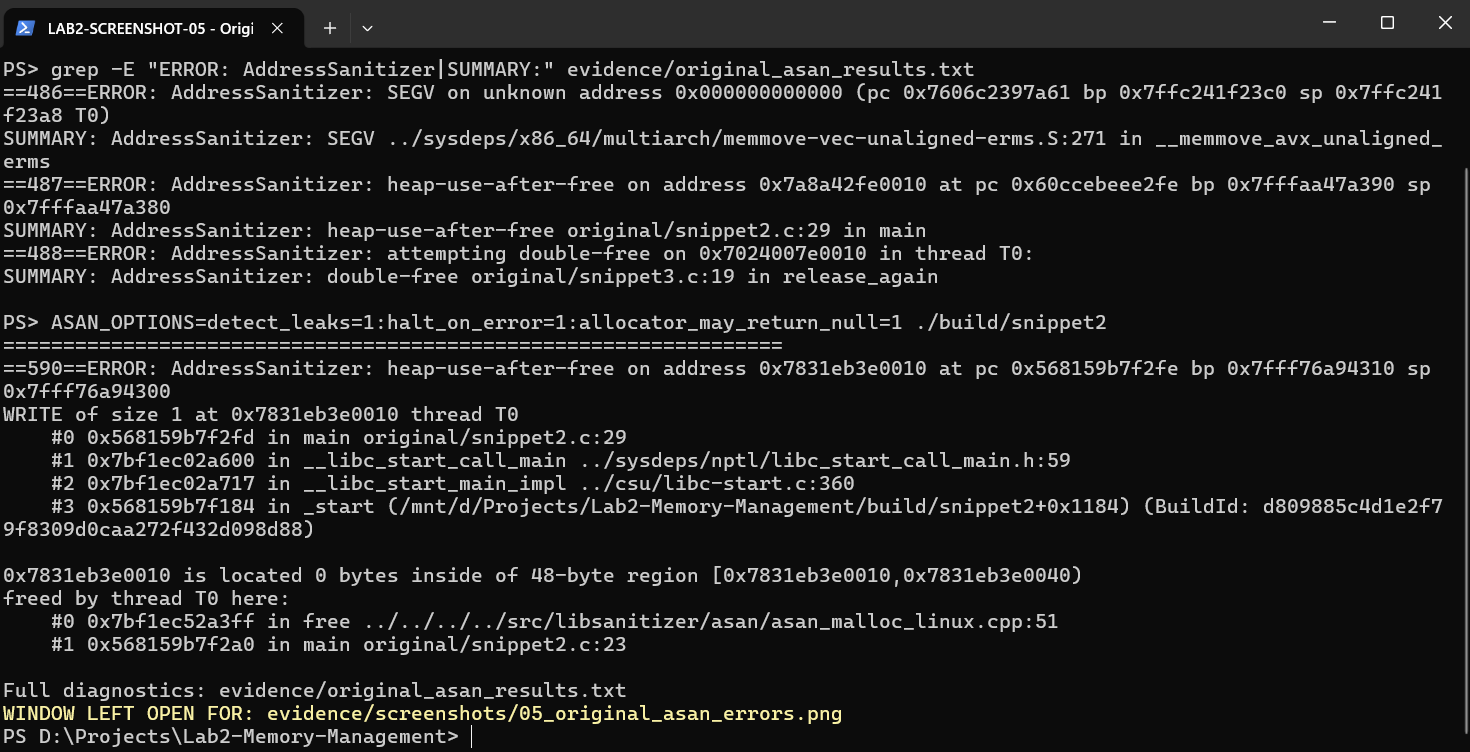 LAB2-SCREENSHOT-05 - Origi
PS> grep -E "ERROR: AddressSanitizer|SUMMARY:" evidence/original_asan_results.txt
==486==ERROR: AddressSanitizer: SEGV on unknown address 0x000000000000 (pc 0x7606c2397a61 bp 0x7ffc241f23c0 sp 0x7ffc241
f23a8 T0)
SUMMARY: AddressSanitizer: SEGV ../sysdeps/x86_64/multiarch/memmove-vec-unaligned-erms.S:271 in __memmove_avx_unaligned_
erms
==487==ERROR: AddressSanitizer: heap-use-after-free on address 0x7a8a42fe0010 at pc 0x60ccebeee2fe bp 0x7fffaa47a390 sp
0x7fffaa47a380
SUMMARY: AddressSanitizer: heap-use-after-free original/snippet2.c:29 in main
==488==ERROR: AddressSanitizer: attempting double-free on 0x7024007e0010 in thread T0:
SUMMARY: AddressSanitizer: double-free original/snippet3.c:19 in release_again
PS> ASAN_OPTIONS=detect_leaks=1:halt_on_error=1:allocator_may_return_null=1 ./build/snippet2
=================================================================
==590==ERROR: AddressSanitizer: heap-use-after-free on address 0x7831eb3e0010 at pc 0x568159b7f2fe bp 0x7fff76a94310 sp
0x7fff76a94300
WRITE of size 1 at 0x7831eb3e0010 thread T0
    #0 0x568159b7f2fd in main original/snippet2.c:29
    #1 0x7bf1ec02a600 in __libc_start_call_main ../sysdeps/nptl/libc_start_call_main.h:59
    #2 0x7bf1ec02a717 in __libc_start_main_impl ../csu/libc-start.c:360
    #3 0x568159b7f184 in _start (/mnt/d/Projects/Lab2-Memory-Management/build/snippet2+0x1184) (BuildId: d809885c4d1e2f7
9f8309d0caa272f432d098d88)
0x7831eb3e0010 is located 0 bytes inside of 48-byte region [0x7831eb3e0010,0x7831eb3e0040)
freed by thread T0 here:
    #0 0x7bf1ec52a3ff in free ../../../../src/libsanitizer/asan/asan_malloc_linux.cpp:51
    #1 0x568159b7f2a0 in main original/snippet2.c:23
Full diagnostics: evidence/original_asan_results.txt
WINDOW LEFT OPEN FOR: evidence/screenshots/05_original_asan_errors.png
PS D:\Projects\Lab2-Memory-Management>